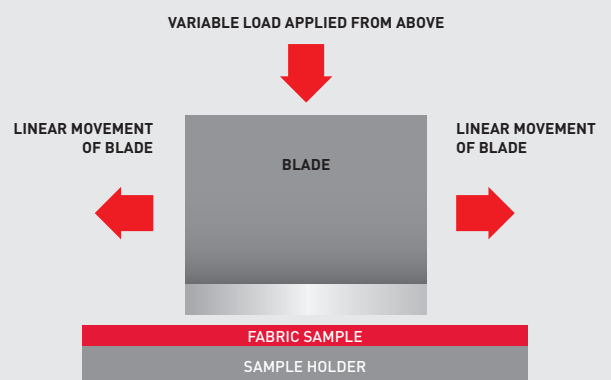 VARIABLE LOAD APPLIED FROM ABOVE
LINEAR MOVEMENT
OF BLADE
BLADE
LINEAR MOVEMENT
OF BLADE
FABRIC SAMPLE
SAMPLE HOLDER